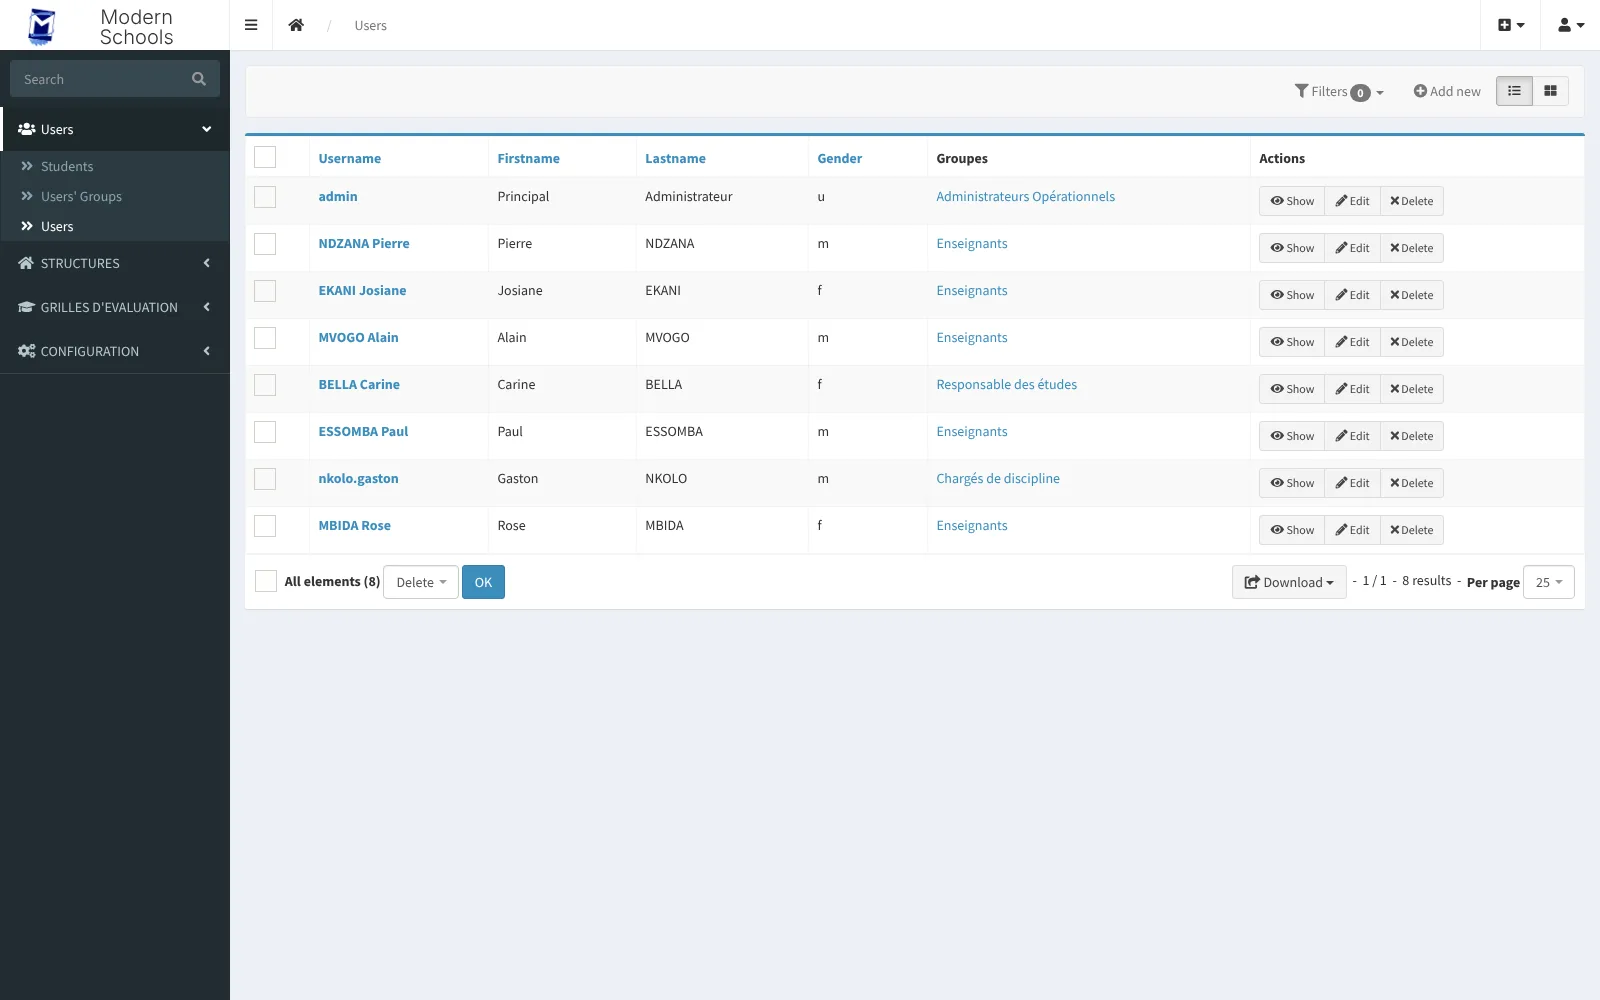 Modern
Schools
/ Users
Search
Users
Students
Users' Groups
Users
STRUCTURES
GRILLES D'EVALUATION
CONFIGURATION
Filters 0 Add new
Username Firstname Lastname Gender Groupes Actions
admin Principal Administrateur u Administrateurs Opérationnels Show Edit Delete
NDZANA Pierre Pierre NDZANA m Enseignants Show Edit Delete
EKANI Josiane Josiane EKANI f Enseignants Show Edit Delete
MVOGO Alain Alain MVOGO m Enseignants Show Edit Delete
BELLA Carine Carine BELLA f Responsable des études Show Edit Delete
ESSOMBA Paul Paul ESSOMBA m Enseignants Show Edit Delete
nkolo.gaston Gaston NKOLO m Chargés de discipline Show Edit Delete
MBIDA Rose Rose MBIDA f Enseignants Show Edit Delete
All elements (8) Delete OK Download - 1 / 1 - 8 results - Per page 25